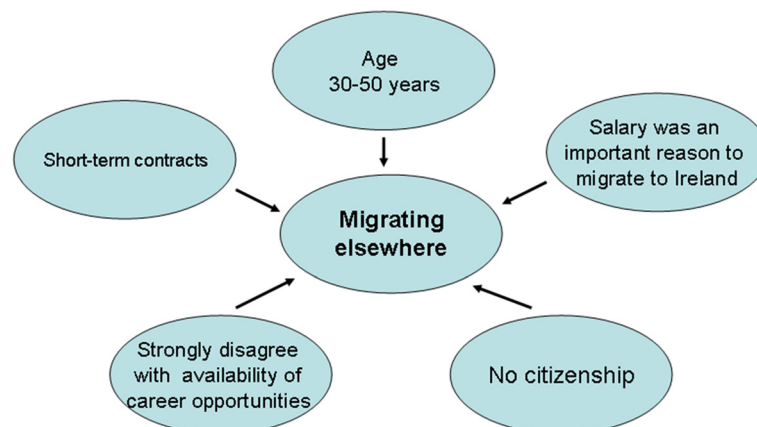 Age
30-50 years
Short-term contracts
Salary was an
important reason to
migrate to Ireland
Migrating
elsewhere
Strongly disagree
with availability of
career opportunities
No citizenship